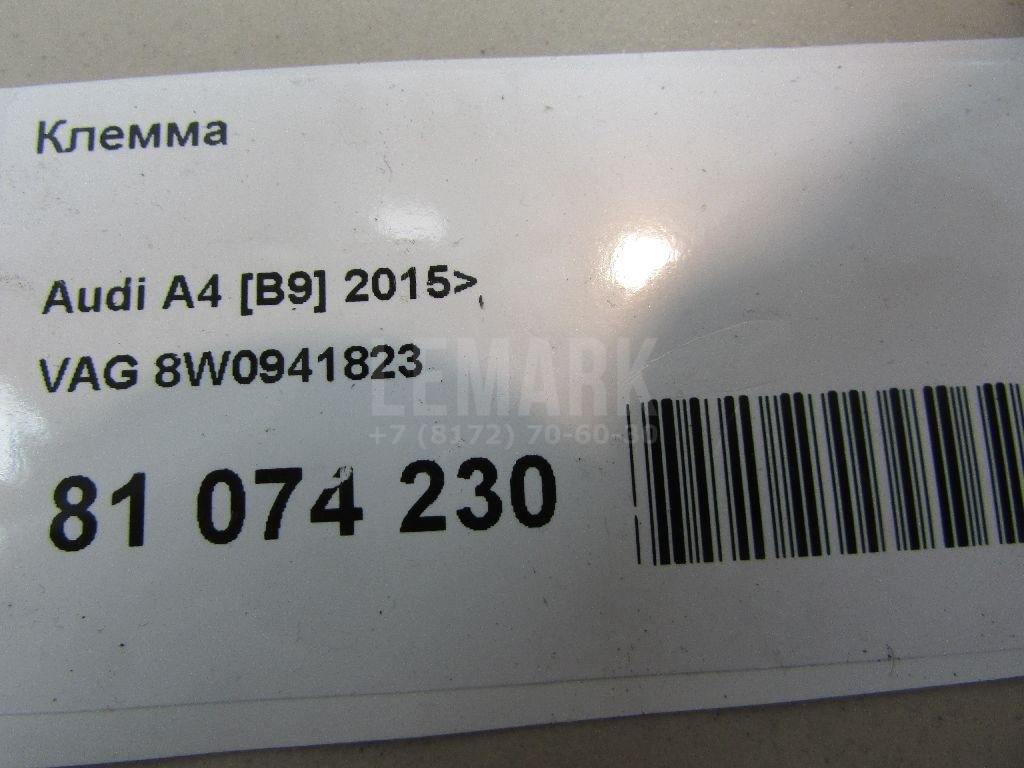 Клемма
Audi A4 [B9] 2015>
VAG 8W0941823
LEMARK
+7 (8172) 70-60-30
81 074 230